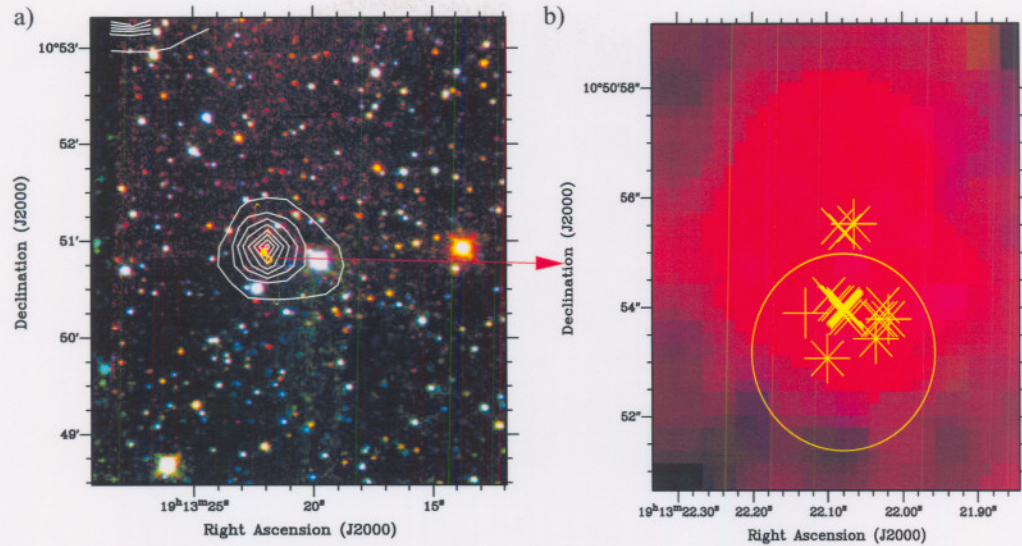 a)
10°53'
52'
51'
50'
49'
Declination (J2000)
19ʰ13ᵐ25ˢ 20ˢ 15ˢ
Right Ascension (J2000)
b)
10°50'58"
56"
54"
52"
Declination (J2000)
19ʰ13ᵐ22.30ˢ 22.20ˢ 22.10ˢ 22.00ˢ 21.90ˢ
Right Ascension (J2000)